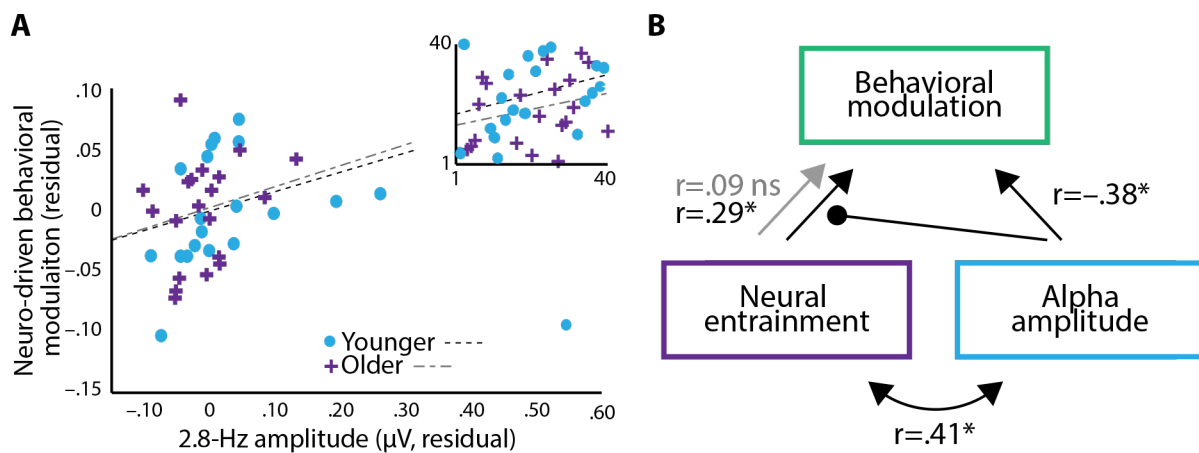 A
Neuro-driven behavioral
modulaiton (residual)
.10
.05
0
–.05
–.10
–.15
–.10
0
.10
.20
.30
.40
.50
.60
2.8-Hz amplitude (μV, residual)
Younger
Older
40
1
1
40
B
Behavioral
modulation
r=.09 ns
r=.29*
r=–.38*
Neural
entrainment
Alpha
amplitude
r=.41*